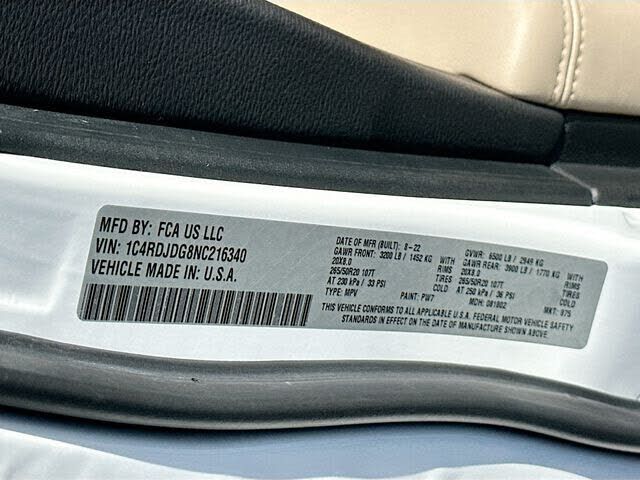 MFD BY: FCA US LLC
VIN: 1C4RDJDG8NC216340
VEHICLE MADE IN U.S.A.
DATE OF MFR (BUILT): 8-22 GVWR: 6500 LB / 2949 KG
GAWR FRONT: 3200 LB / 1452 KG GAWR REAR: 3900 LB / 1770 KG
20X8.0 RIMS 20X8.0 RIMS
265/50R20 107T TIRES 265/50R20 107T TIRES
AT 230 kPa / 33 PSI COLD AT 250 kPa / 36 PSI COLD
TYPE: MPV PAINT: PW7 MDH: 081802 MKT: 975
THIS VEHICLE CONFORMS TO ALL APPLICABLE U.S.A. FEDERAL MOTOR VEHICLE SAFETY
STANDARDS IN EFFECT ON THE DATE OF MANUFACTURE SHOWN ABOVE.